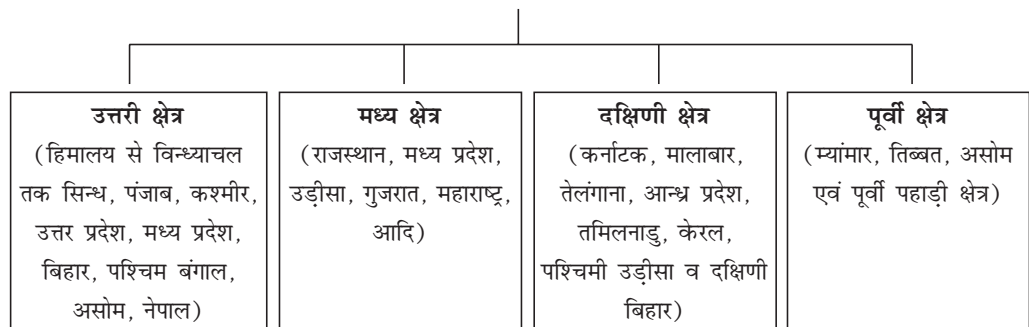 उत्तरी क्षेत्र
(हिमालय से विन्ध्याचल
तक सिन्ध, पंजाब, कश्मीर,
उत्तर प्रदेश, मध्य प्रदेश,
बिहार, पश्चिम बंगाल,
असोम, नेपाल)
मध्य क्षेत्र
(राजस्थान, मध्य प्रदेश,
उड़ीसा, गुजरात, महाराष्ट्र,
आदि)
दक्षिणी क्षेत्र
(कर्नाटक, मालाबार,
तेलंगाना, आन्ध्र प्रदेश,
तमिलनाडु, केरल,
पश्चिमी उड़ीसा व दक्षिणी
बिहार)
पूर्वी क्षेत्र
(म्यांमार, तिब्बत, असोम
एवं पूर्वी पहाड़ी क्षेत्र)